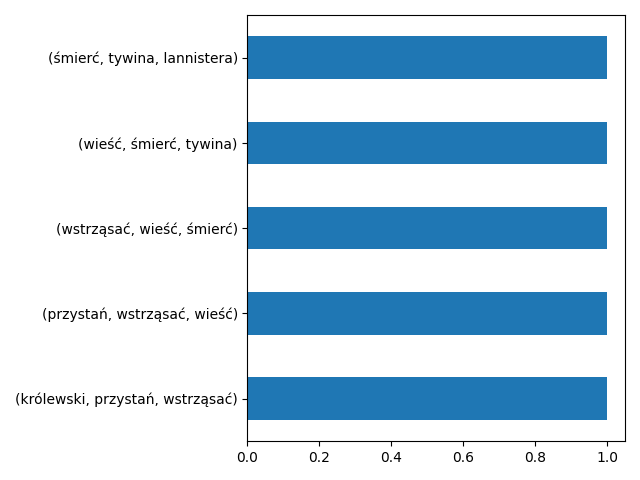 (śmierć, tywina, lannistera)
(wieść, śmierć, tywina)
(wstrząsać, wieść, śmierć)
(przystań, wstrząsać, wieść)
(królewski, przystań, wstrząsać)
0.0 0.2 0.4 0.6 0.8 1.0